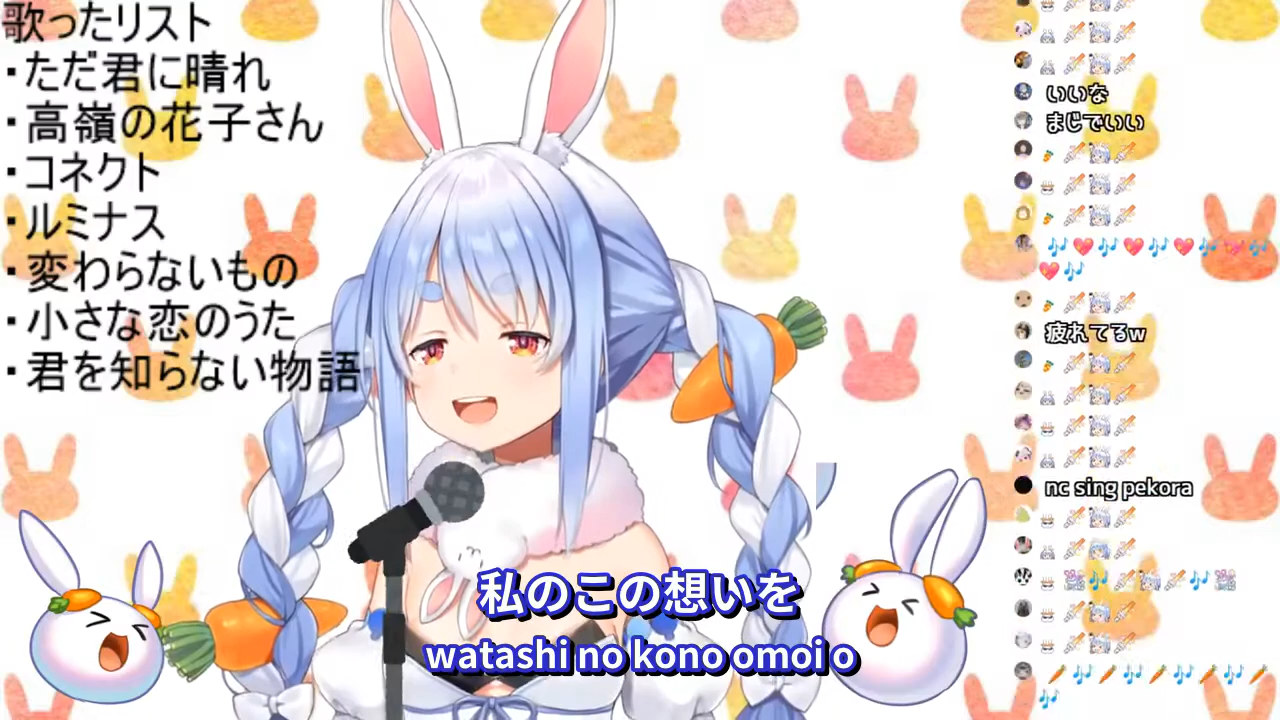 歌ったリスト
・ただ君に晴れ
・高嶺の花子さん
・コネクト
・ルミナス
・変わらないもの
・小さな恋のうた
・君を知らない物語
いいな
まじでいい
疲れてるw
nc sing pekora
私のこの想いを
watashi no kono omoi o